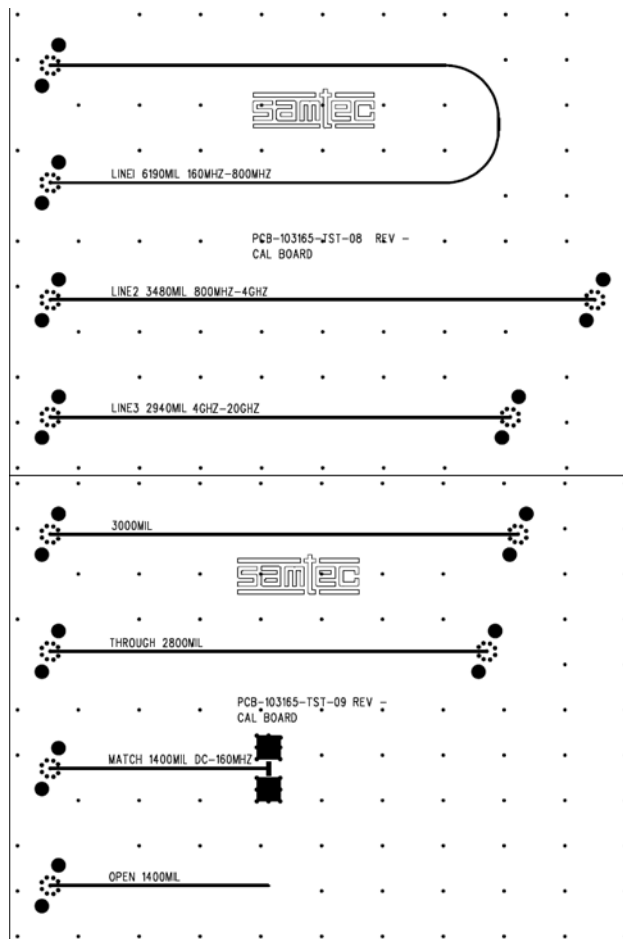 samtec
LINE1 6190MIL 160MHZ-800MHZ
PCB-103165-TST-08 REV -
CAL BOARD
LINE2 3480MIL 800MHZ-4GHZ
LINE3 2940MIL 4GHZ-20GHZ
3000MIL
samtec
THROUGH 2800MIL
PCB-103165-TST-09 REV -
CAL BOARD
MATCH 1400MIL DC-160MHZ
OPEN 1400MIL